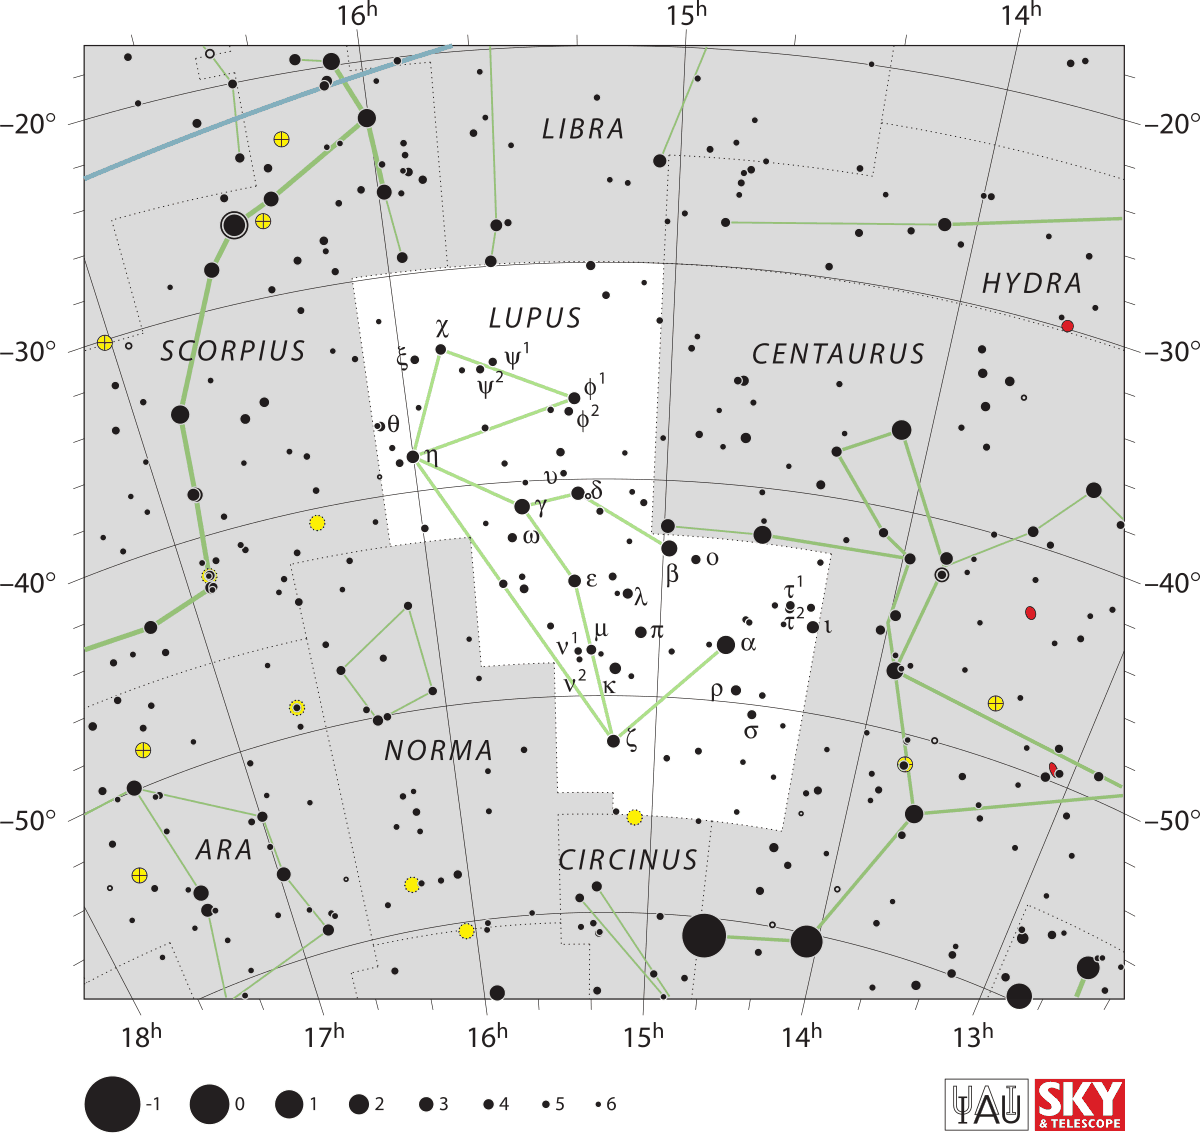 16h 15h 14h
LIBRA
–20° –20°
HYDRA
LUPUS
SCORPIUS
CENTAURUS
–30° –30°
χ
ξ ψ1
ψ2
ϕ1
ϕ2
θ
η
υ δ
γ
ω
β ο
ε
–40° –40°
λ
τ1
τ2
ι
μ π
ν1
α
ν2 κ
ρ
σ
ζ
NORMA
–50° –50°
ARA
CIRCINUS
18h 17h 16h 15h 14h 13h
-1 0 1 2 3 4 5 6
IAU
SKY
& TELESCOPE